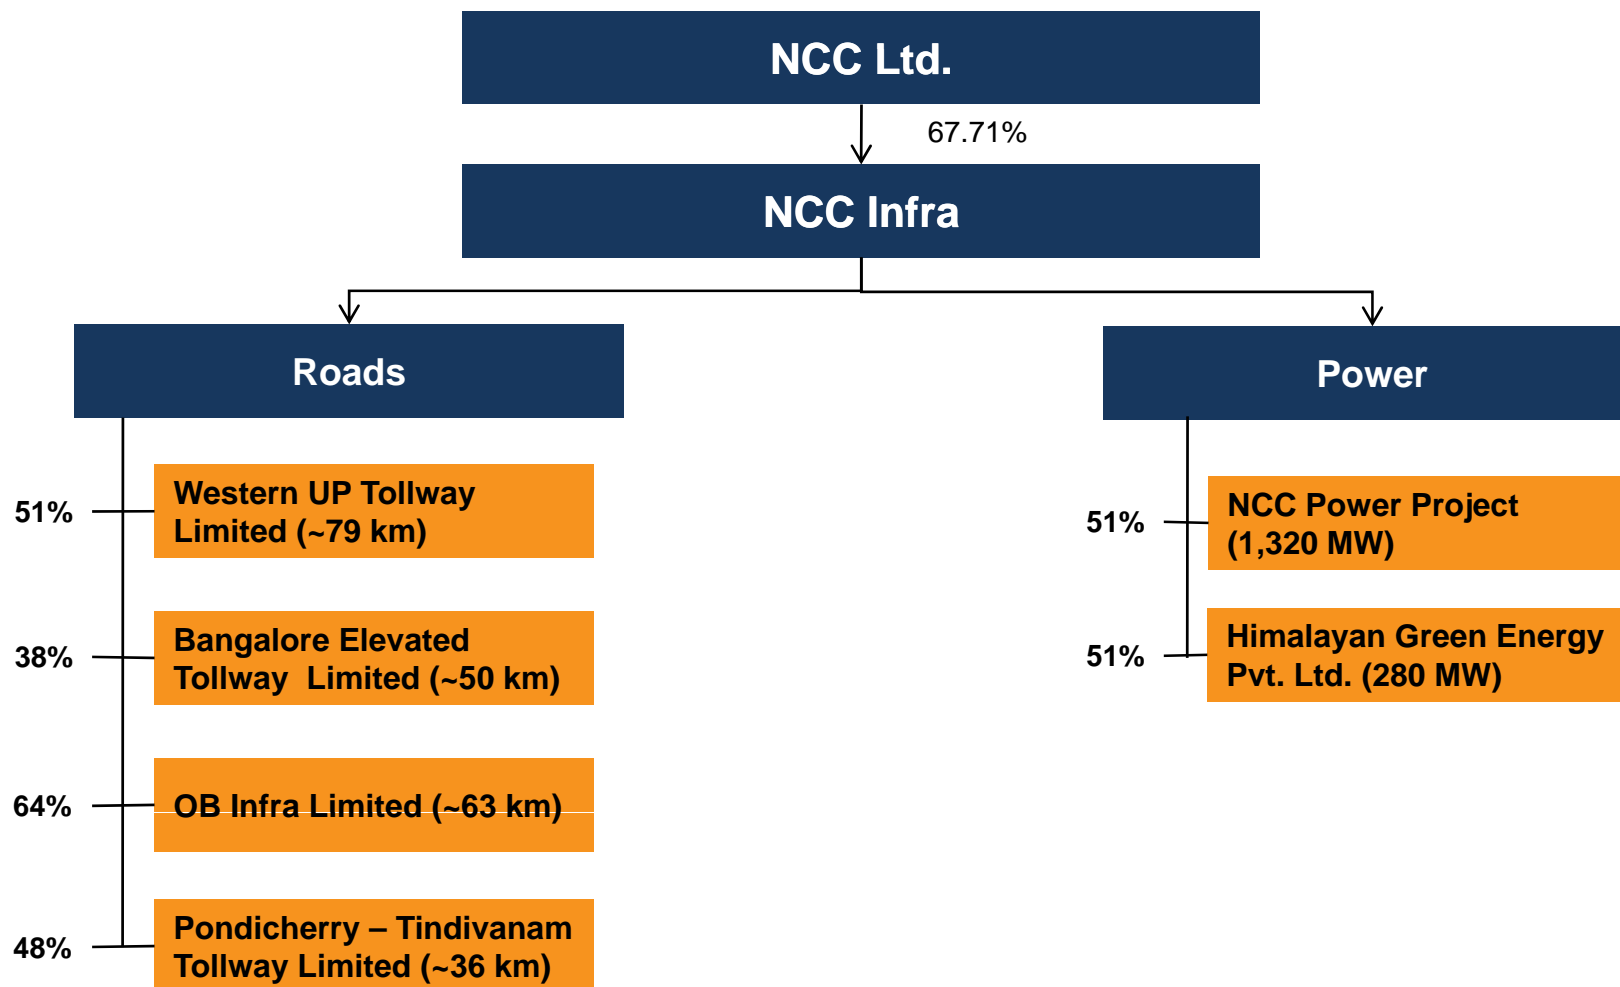 NCC Ltd.
67.71%
NCC Infra
Roads
51%
Western UP Tollway
Limited (~79 km)
38%
Bangalore Elevated
Tollway  Limited (~50 km)
64%
OB Infra Limited (~63 km)
48%
Pondicherry – Tindivanam
Tollway Limited (~36 km)
Power
51%
NCC Power Project
(1,320 MW)
51%
Himalayan Green Energy
Pvt. Ltd. (280 MW)